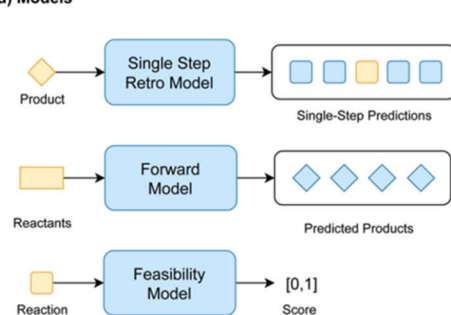 a) Models
Single Step
Retro Model
Product
Single-Step Predictions
Forward
Model
Reactants
Predicted Products
Feasibility
Model
[0,1]
Reaction
Score